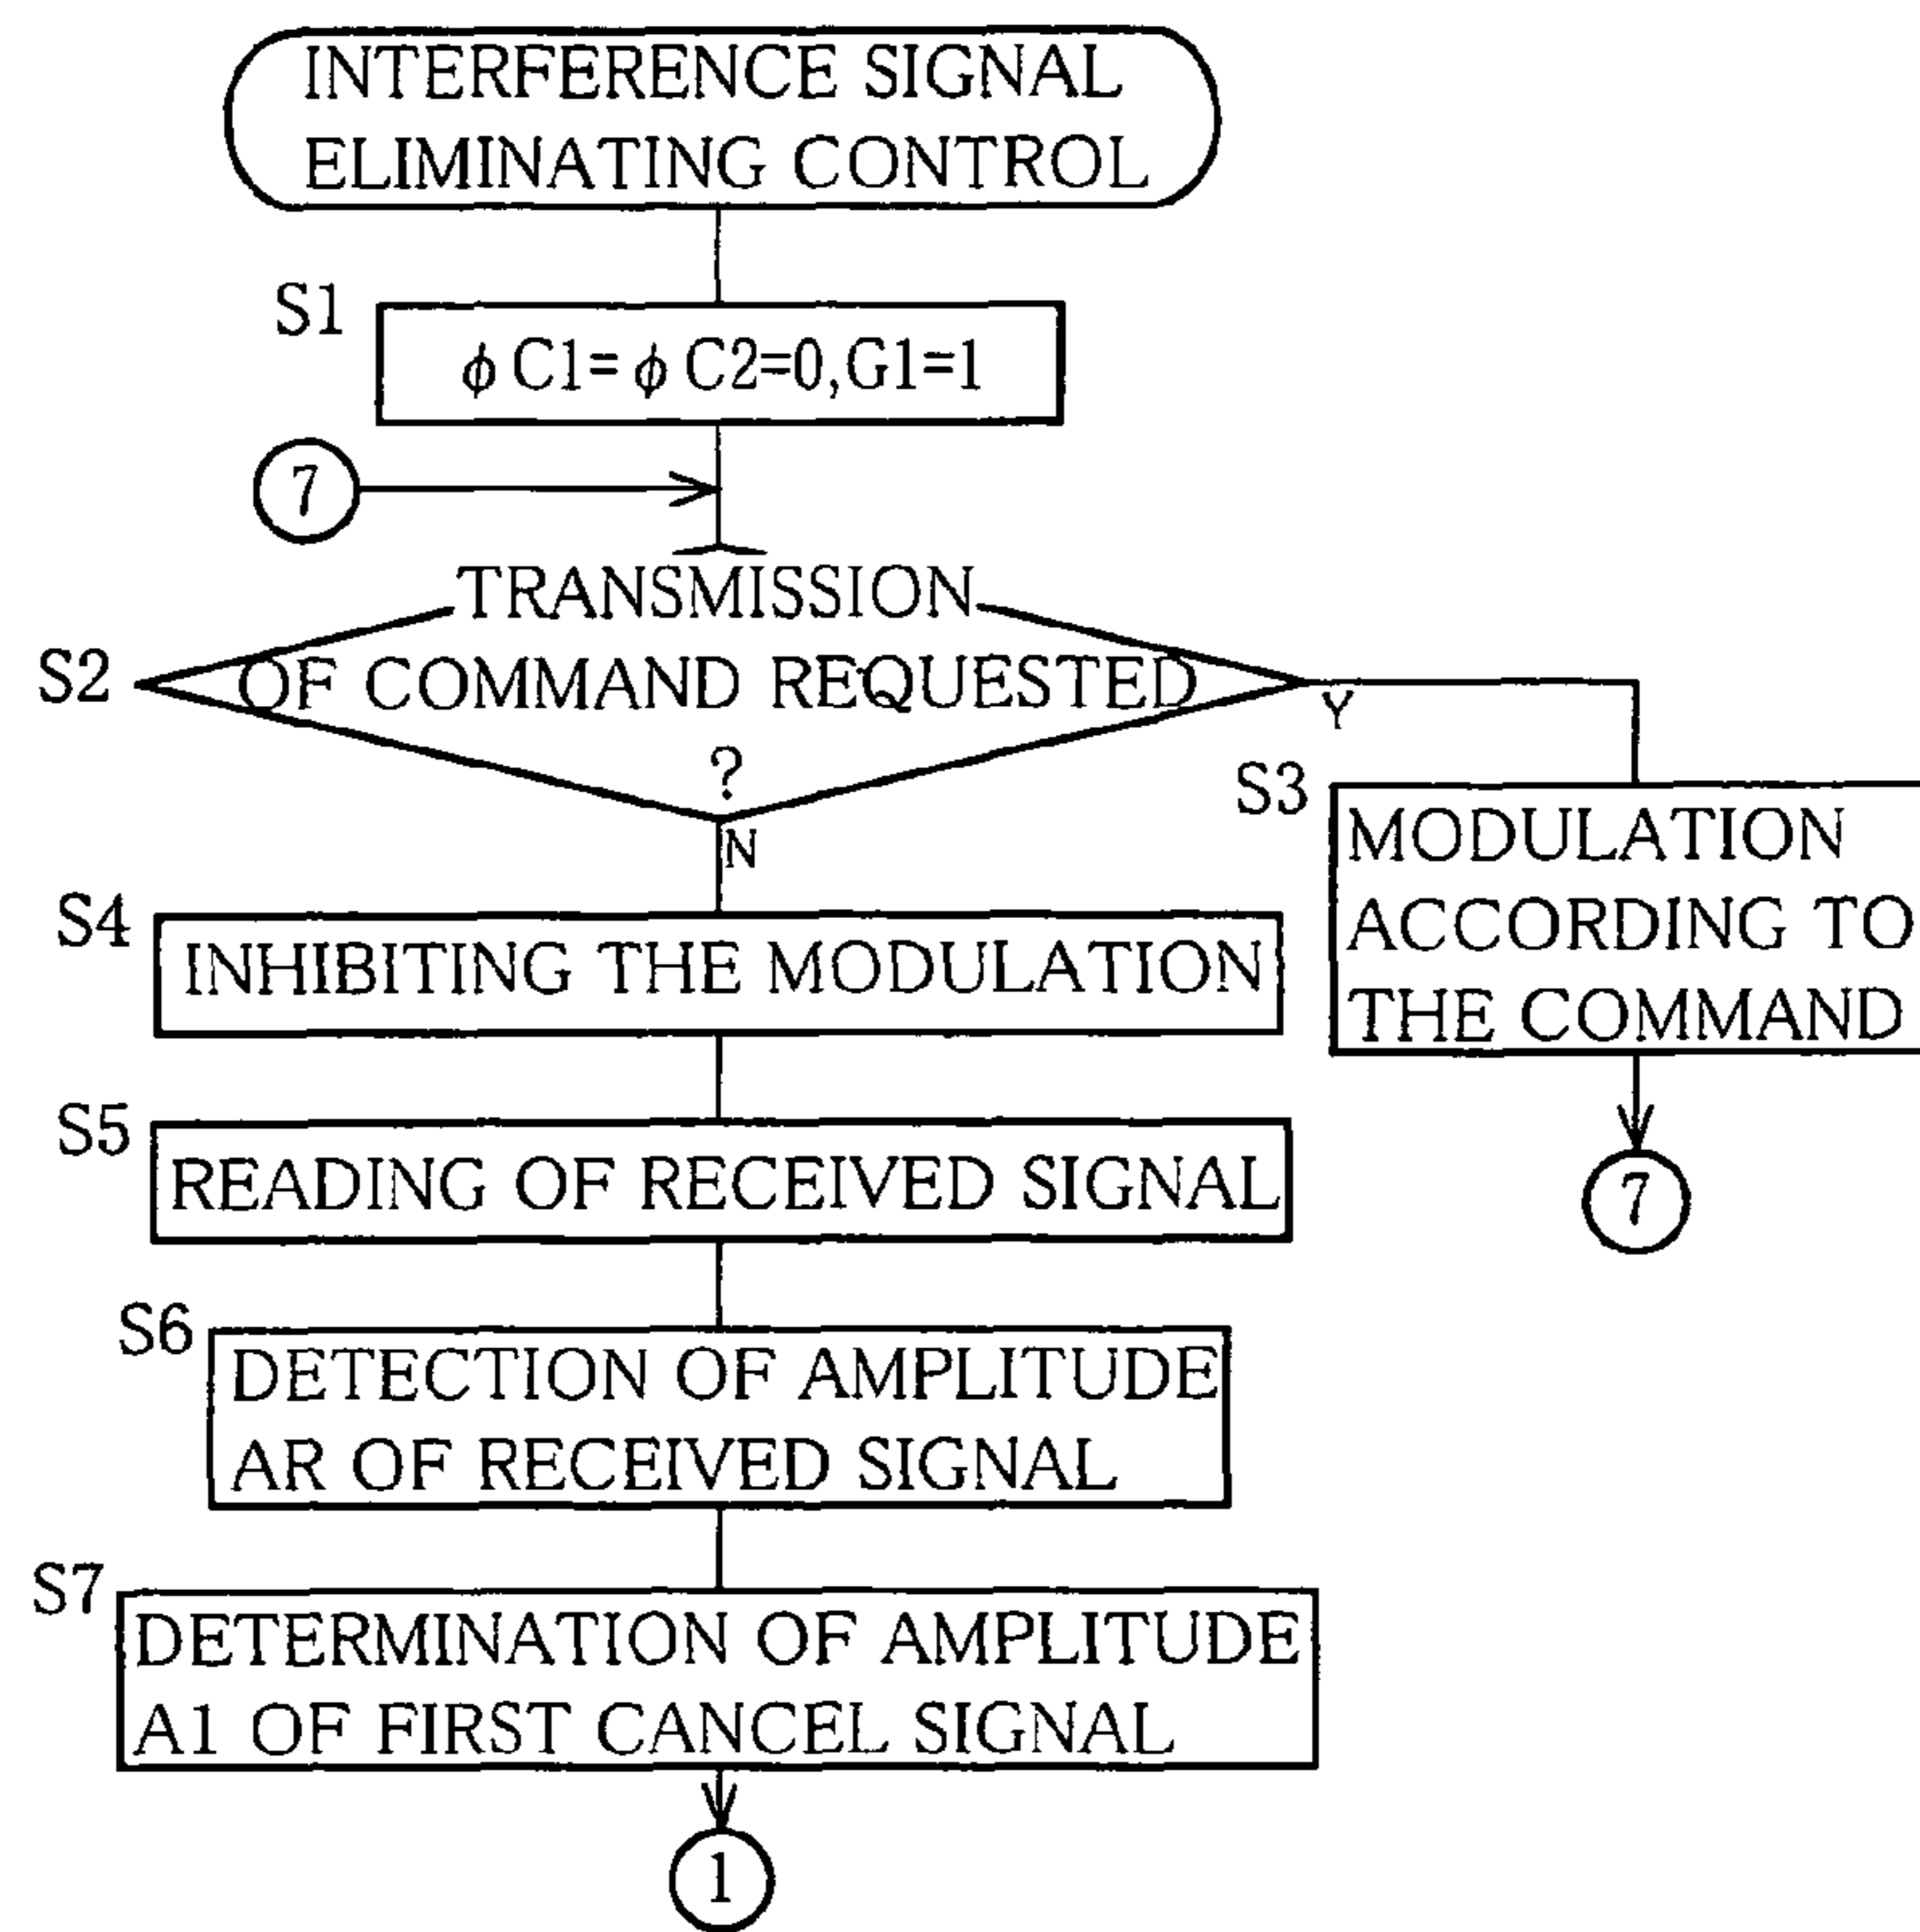 INTERFERENCE SIGNAL
ELIMINATING CONTROL
S1
φC1=φC2=0,G1=1
7
TRANSMISSION
S2
OF COMMAND REQUESTED
?
Y
N
S3
MODULATION
ACCORDING TO
THE COMMAND
7
S4
INHIBITING THE MODULATION
S5
READING OF RECEIVED SIGNAL
S6
DETECTION OF AMPLITUDE
AR OF RECEIVED SIGNAL
S7
DETERMINATION OF AMPLITUDE
A1 OF FIRST CANCEL SIGNAL
1